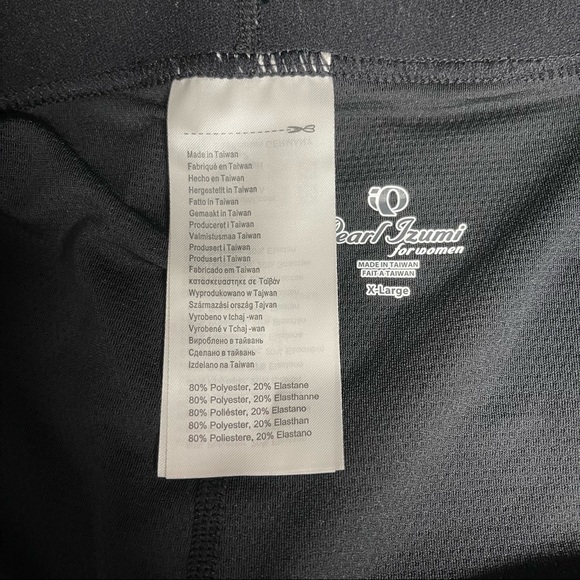 Made in Taiwan
Fabriqué en Taiwan
Hecho en Taiwan
Hergestellt in Taiwan
Fatto in Taiwan
Gemaakt in Taiwan
Produceret i Taiwan
Valmistusmaa Taiwan
Produsert i Taiwan
Produsert i Taiwan
Fabricado em Taiwan
κατασκευαστηκε σε Ταϊβάν
Wyprodukowano w Tajwan
Származási ország Tajvan
Vyrobeno v tchaj -wan
Vyrobené v Tchaj -wan
Вироблено в тайвань
Сделано в тайвань
Izdelano na Taiwan
80% Polyester, 20% Elastane
80% Polyester, 20% Elasthanne
80% Poliéster, 20% Elastano
80% Polyester, 20% Elasthan
80% Poliestere, 20% Elastano
Pearl Izumi
for women
MADE IN TAIWAN
FAIT À TAIWAN
X-Large